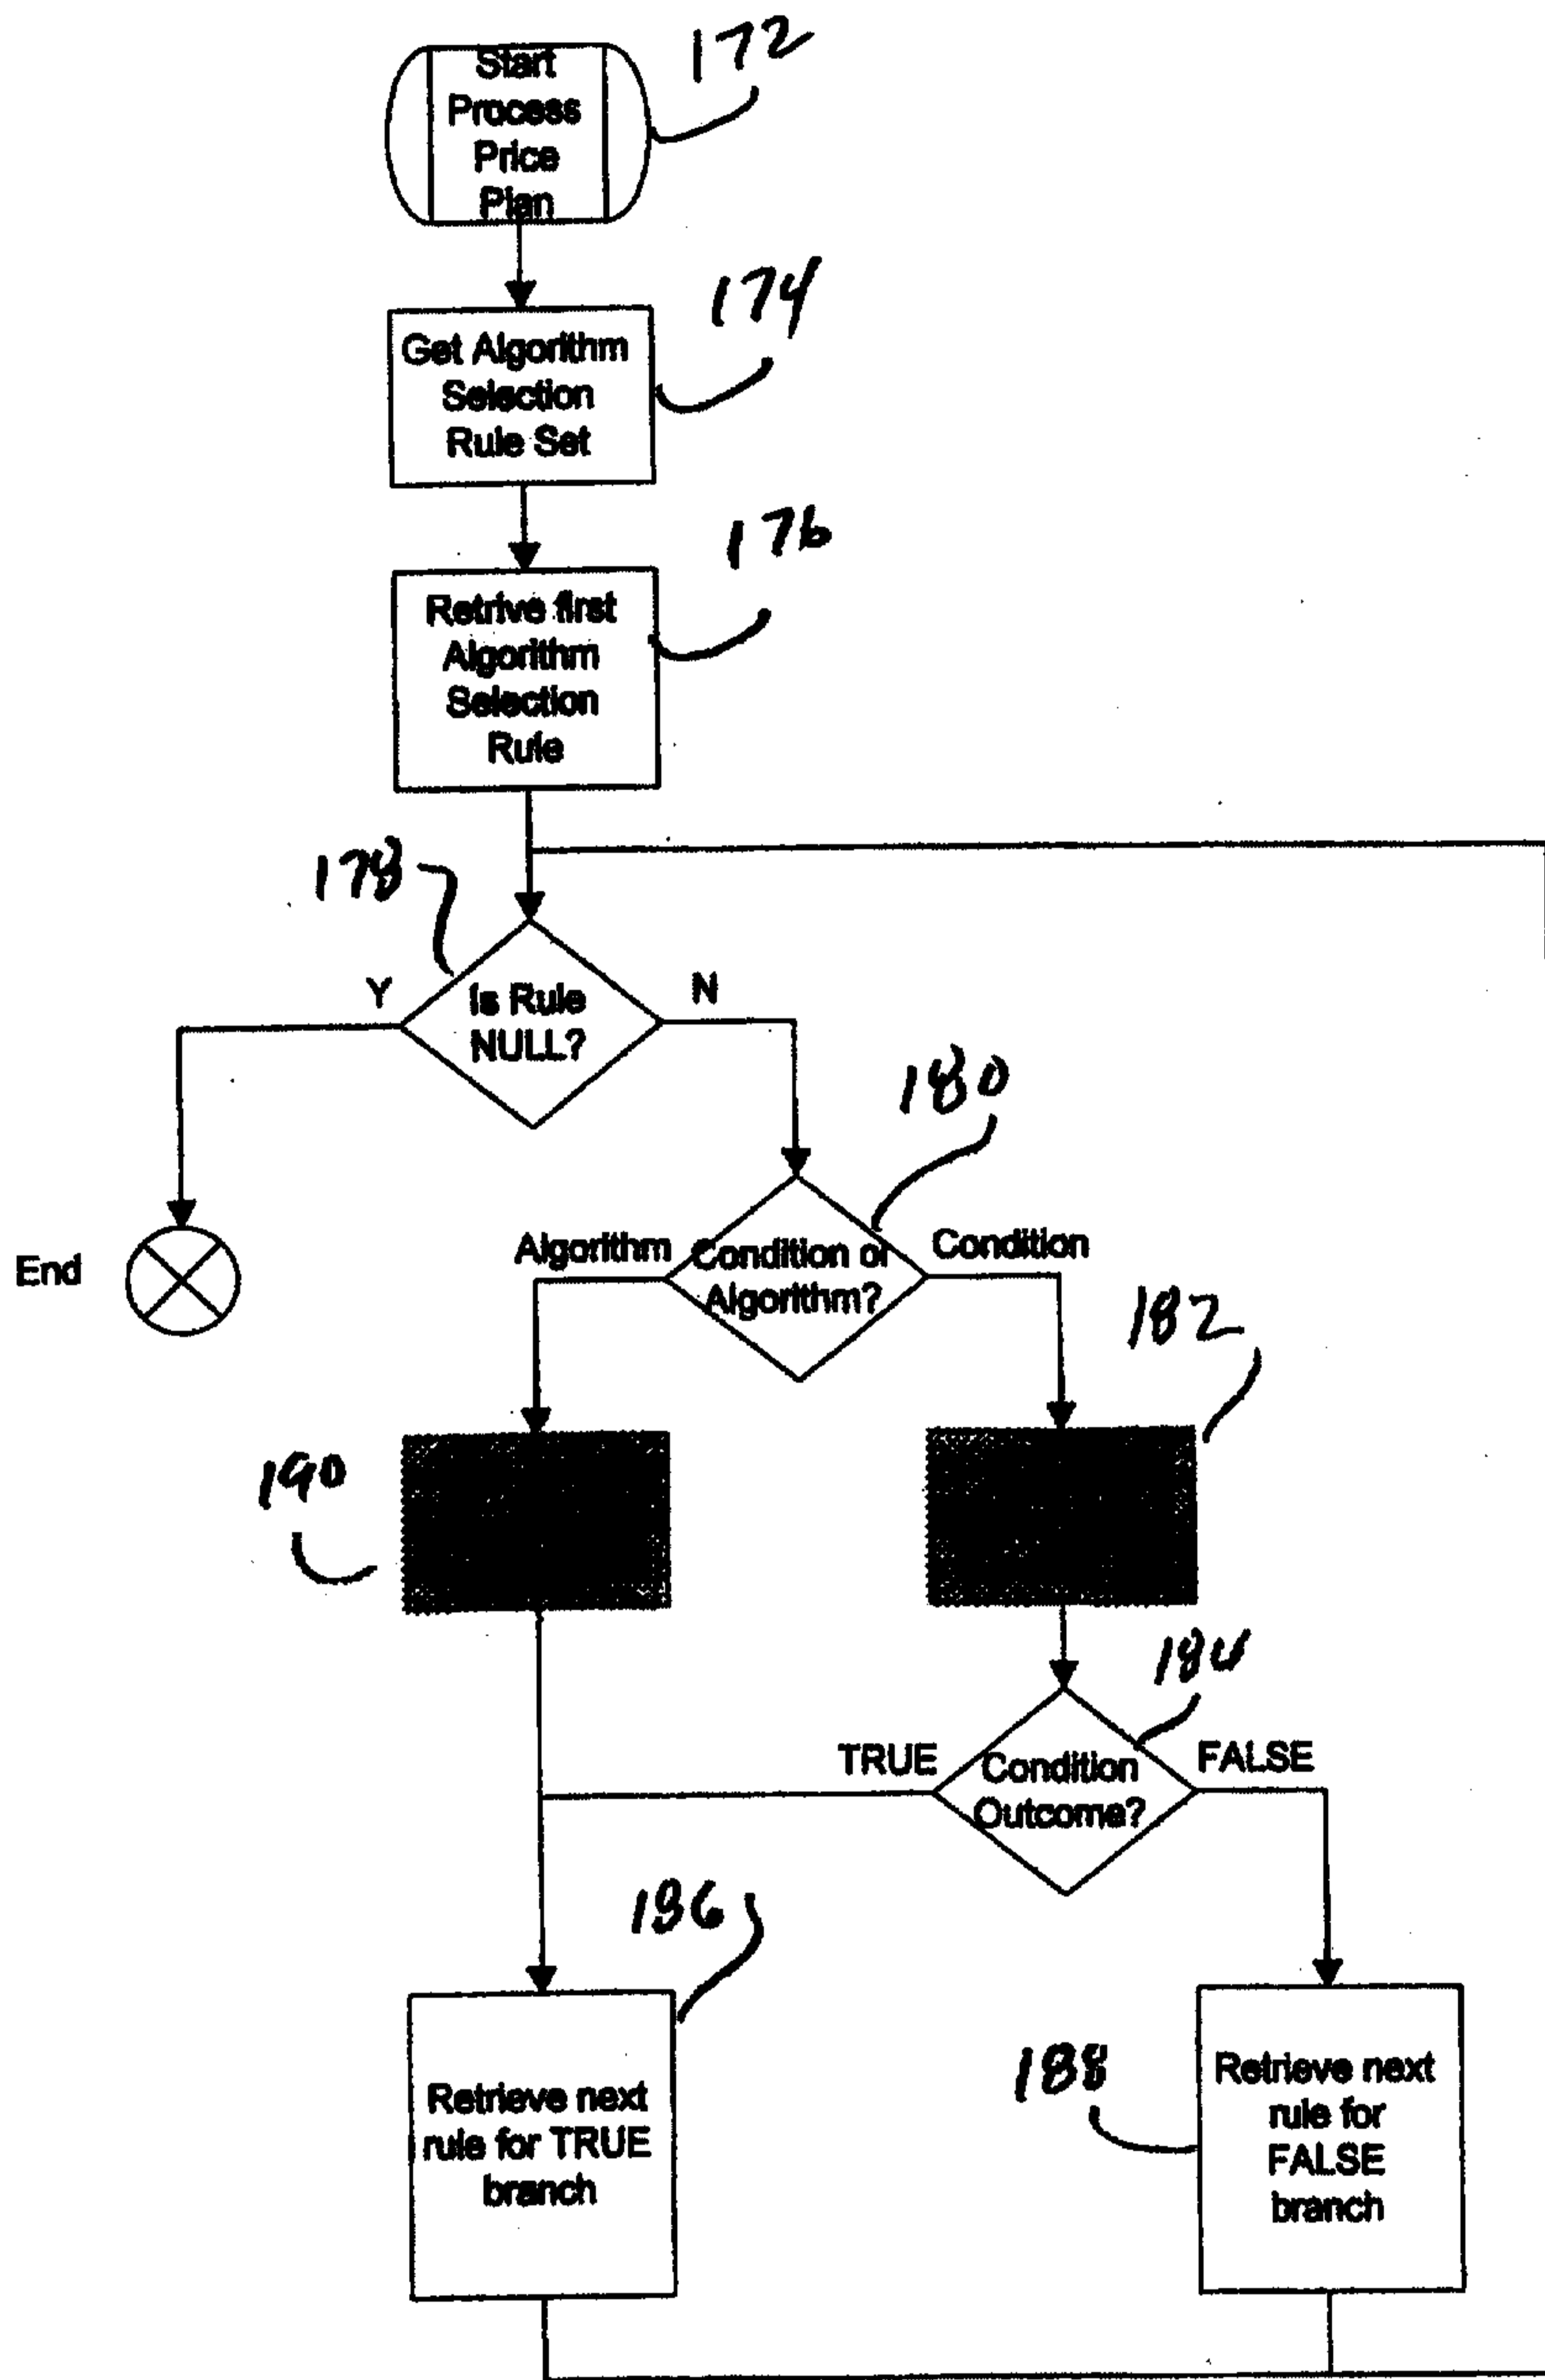 172
Start
Process
Price
Plan
174
Get Algorithm
Selection
Rule Set
176
Retrive first
Algorithm
Selection
Rule
178
Y
Is Rule
NULL?
N
180
End
Algorithm
Condition or
Algorithm?
Condition
182
190
184
TRUE
Condition
Outcome?
FALSE
186
Retrieve next
rule for TRUE
branch
188
Retrieve next
rule for
FALSE
branch